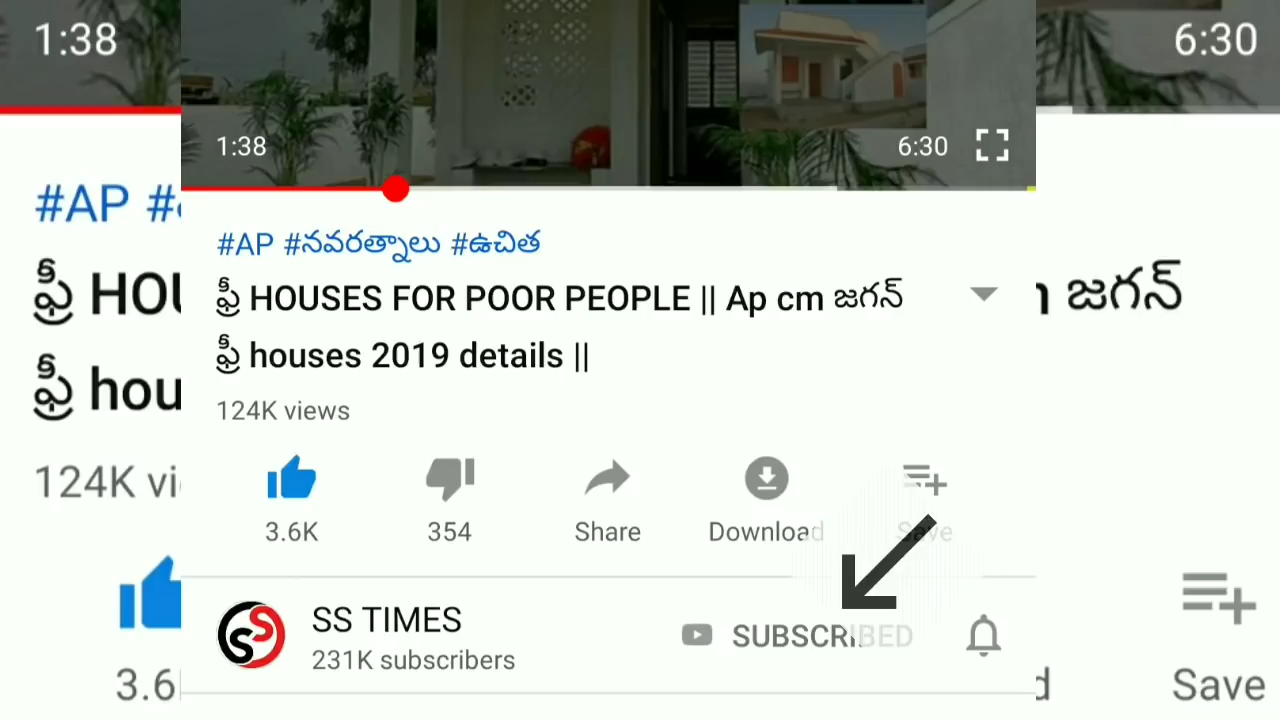 1:38
6:30
1:38
6:30
#AP #
#AP #నవరత్నాలు #ఉచిత
ఫ్రీ HOU
ఫ్రీ HOUSES FOR POOR PEOPLE || Ap cm జగన్
జగన్
ఫ్రీ hou
ఫ్రీ houses 2019 details ||
124K vi
124K views
3.6K
354
Share
Download
Save
SS SS TIMES
SUBSCRIBED
231K subscribers
3.6
d
Save